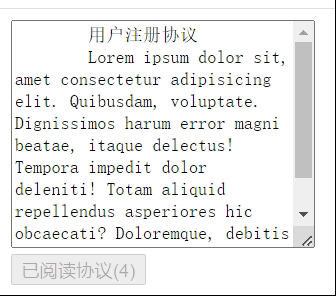 用户注册协议
Lorem ipsum dolor sit,
amet consectetur adipisicing
elit. Quibusdam, voluptate.
Dignissimos harum error magni
beatae, itaque delectus!
Tempora impedit dolor
deleniti! Totam aliquid
repellendus asperiores hic
obcaecati? Doloremque, debitis
已阅读协议(4)